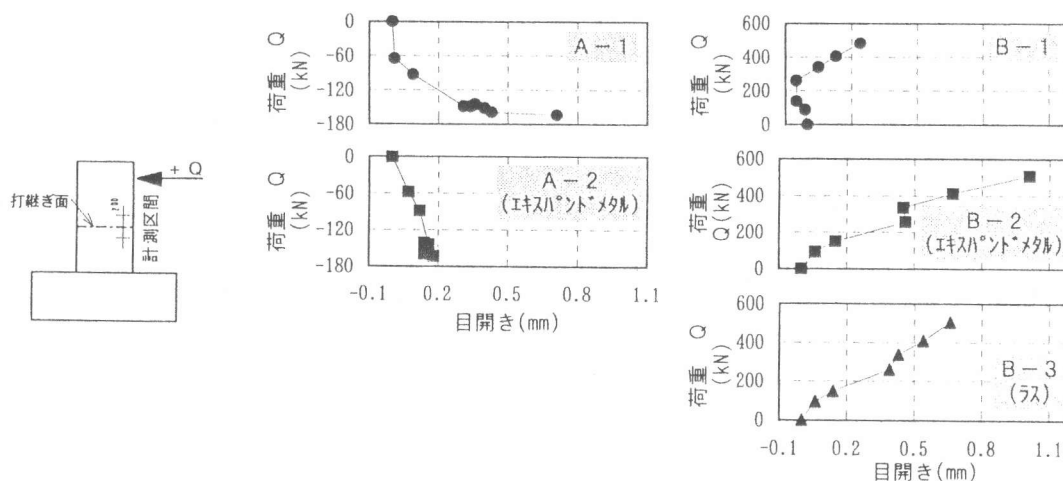 + Q
打継ぎ面
計測区間
荷重 Q
(kN)
0
-60
-120
-180
A-1
荷重 Q
(kN)
0
-60
-120
-180
A-2
(エキスパンドメタル)
-0.1 0.2 0.5 0.8 1.1
目開き(mm)
荷重 Q
(kN)
600
400
200
0
B-1
荷重
Q(kN)
600
400
200
0
B-2
(エキスパンドメタル)
荷重 Q
(kN)
600
400
200
0
B-3
(ラス)
-0.1 0.2 0.5 0.8 1.1
目開き(mm)